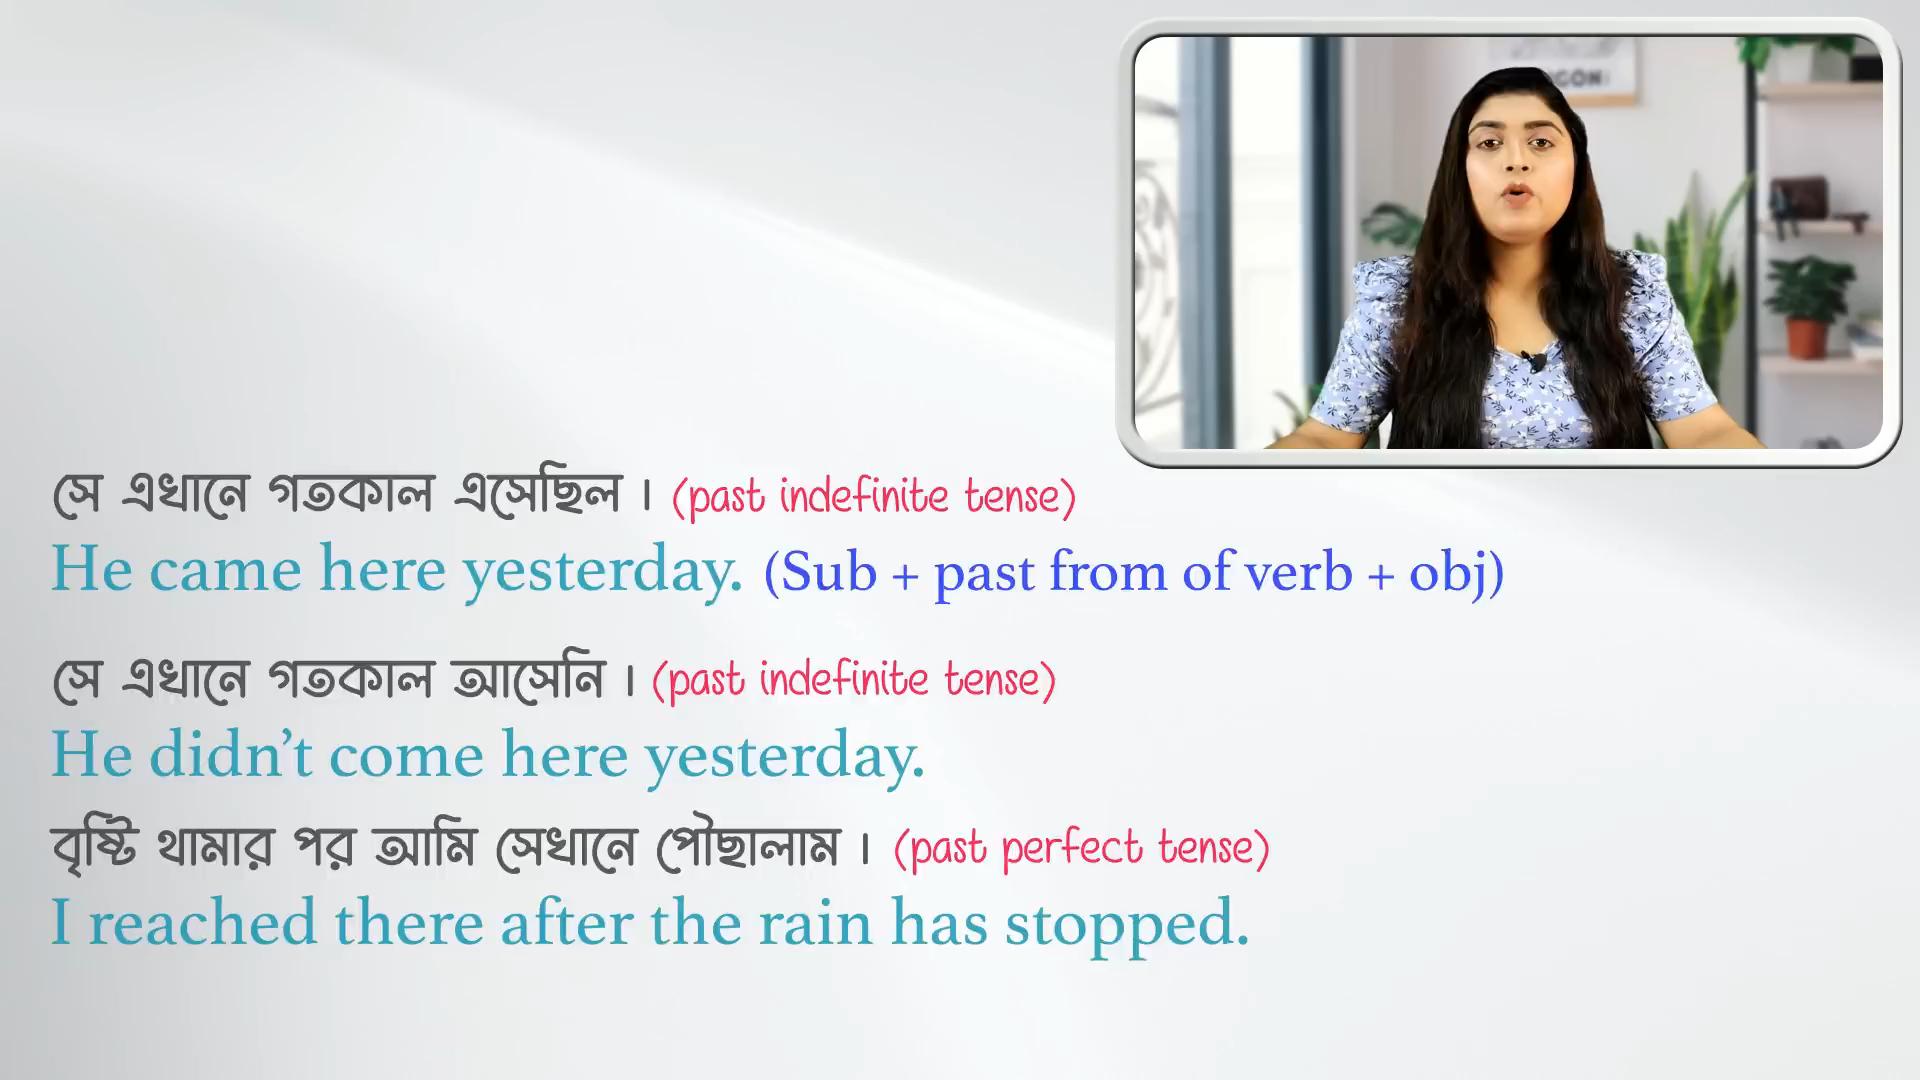 সে এখানে গতকাল এসেছিল । (past indefinite tense)
He came here yesterday. (Sub + past from of verb + obj)
সে এখানে গতকাল আসেনি । (past indefinite tense)
He didn’t come here yesterday.
বৃষ্টি থামার পর আমি সেখানে পৌছালাম । (past perfect tense)
I reached there after the rain has stopped.